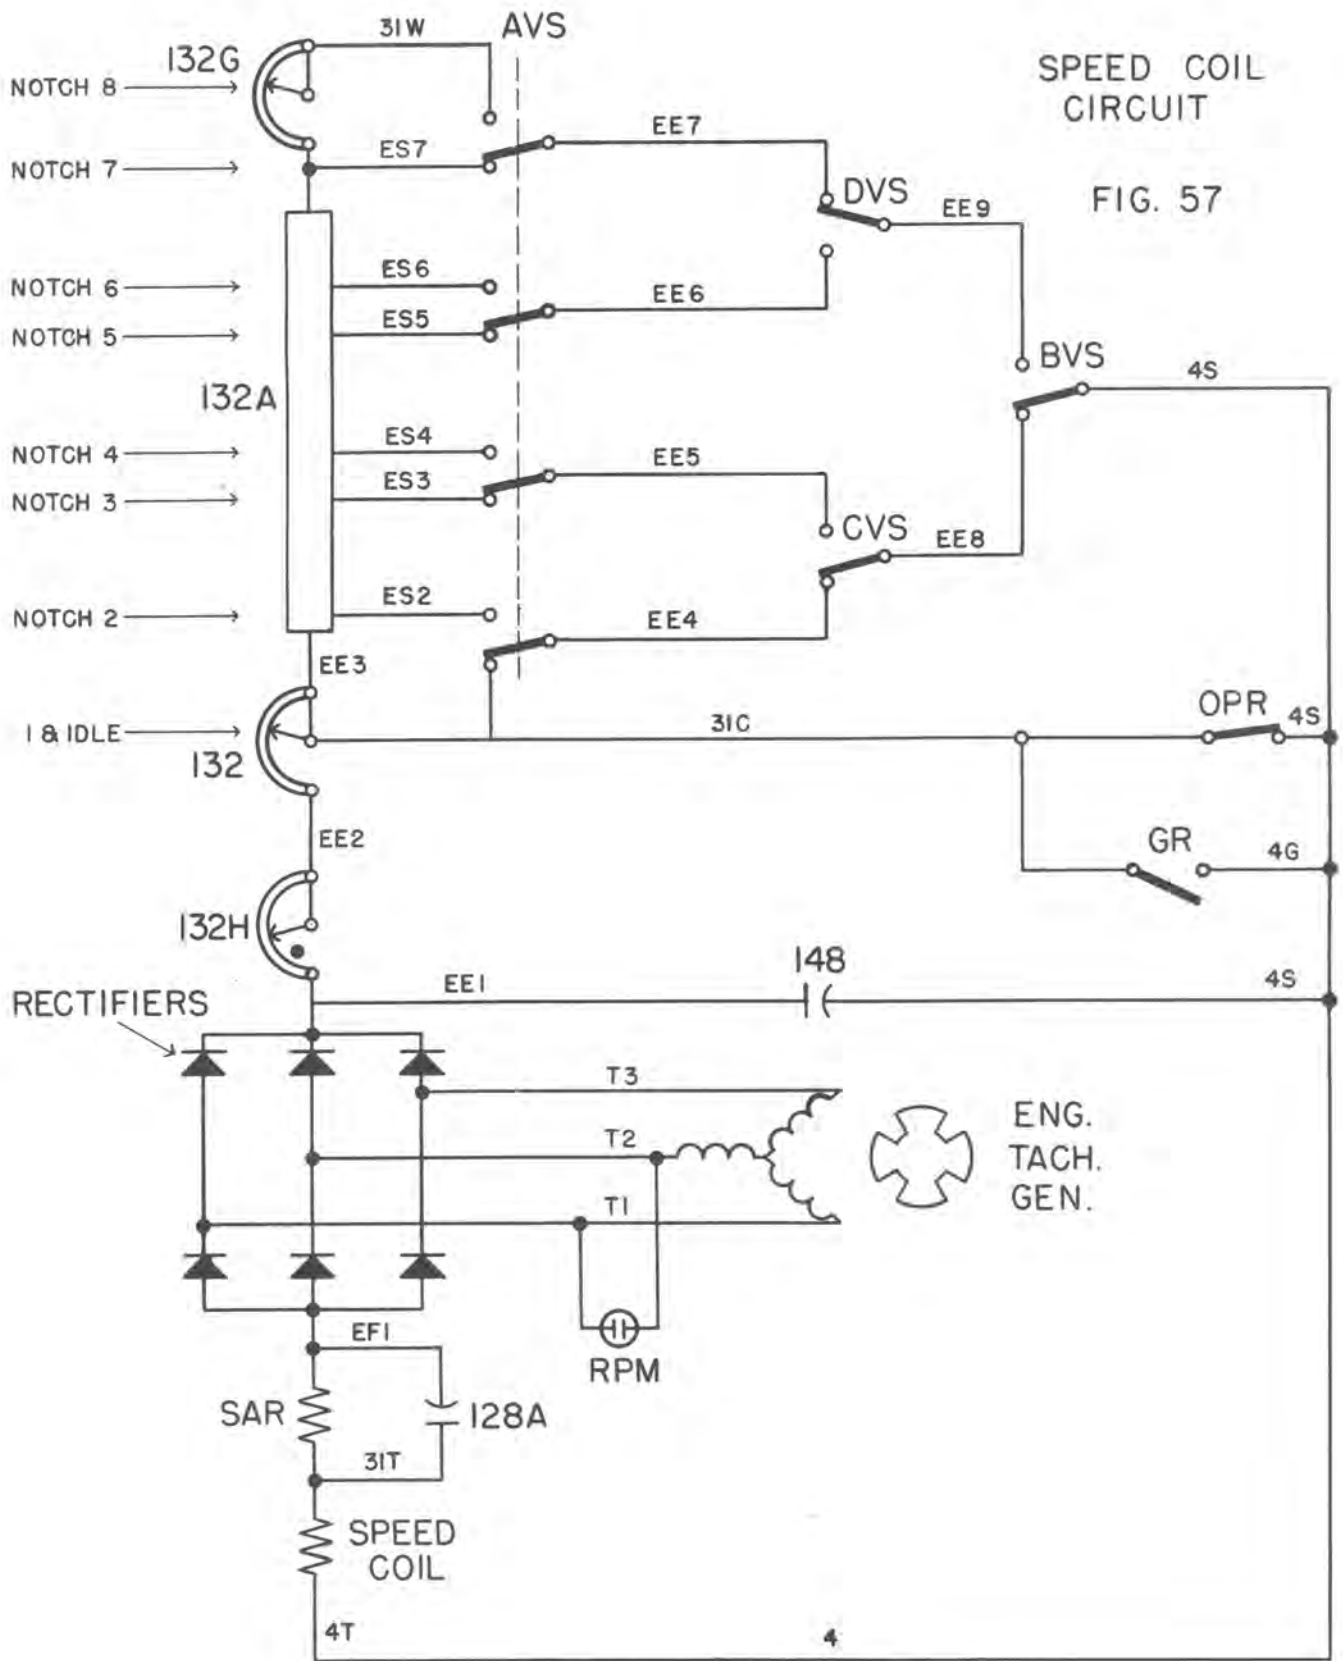 31W
AVS
132G
SPEED COIL
CIRCUIT
NOTCH 8
EE7
ES7
NOTCH 7
DVS
EE9
FIG. 57
ES6
NOTCH 6
EE6
ES5
NOTCH 5
BVS
4S
132A
ES4
NOTCH 4
EE5
ES3
NOTCH 3
CVS
EE8
ES2
NOTCH 2
EE4
EE3
OPR
4S
1 & IDLE
31C
132
EE2
GR
4G
132H
148
EE1
4S
RECTIFIERS
T3
ENG.
T2
TACH.
GEN.
T1
EF1
RPM
SAR
128A
31T
SPEED
COIL
4T
4